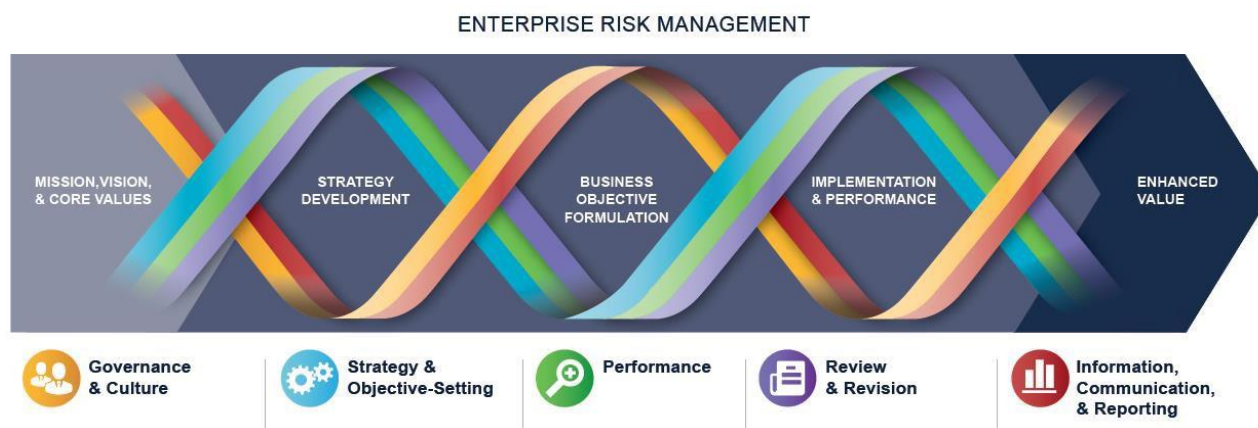 ENTERPRISE RISK MANAGEMENT
MISSION,VISION,
& CORE VALUES
STRATEGY
DEVELOPMENT
BUSINESS
OBJECTIVE
FORMULATION
IMPLEMENTATION
& PERFORMANCE
ENHANCED
VALUE
Governance
& Culture
Strategy &
Objective-Setting
Performance
Review
& Revision
Information,
Communication,
& Reporting